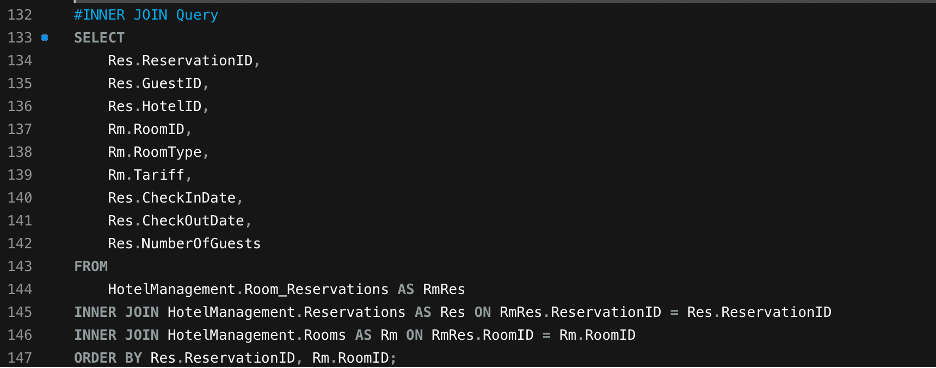 132 #INNER JOIN Query
133 SELECT
134 Res.ReservationID,
135 Res.GuestID,
136 Res.HotelID,
137 Rm.RoomID,
138 Rm.RoomType,
139 Rm.Tariff,
140 Res.CheckInDate,
141 Res.CheckOutDate,
142 Res.NumberOfGuests
143 FROM
144 HotelManagement.Room_Reservations AS RmRes
145 INNER JOIN HotelManagement.Reservations AS Res ON RmRes.ReservationID = Res.ReservationID
146 INNER JOIN HotelManagement.Rooms AS Rm ON RmRes.RoomID = Rm.RoomID
147 ORDER BY Res.ReservationID, Rm.RoomID;